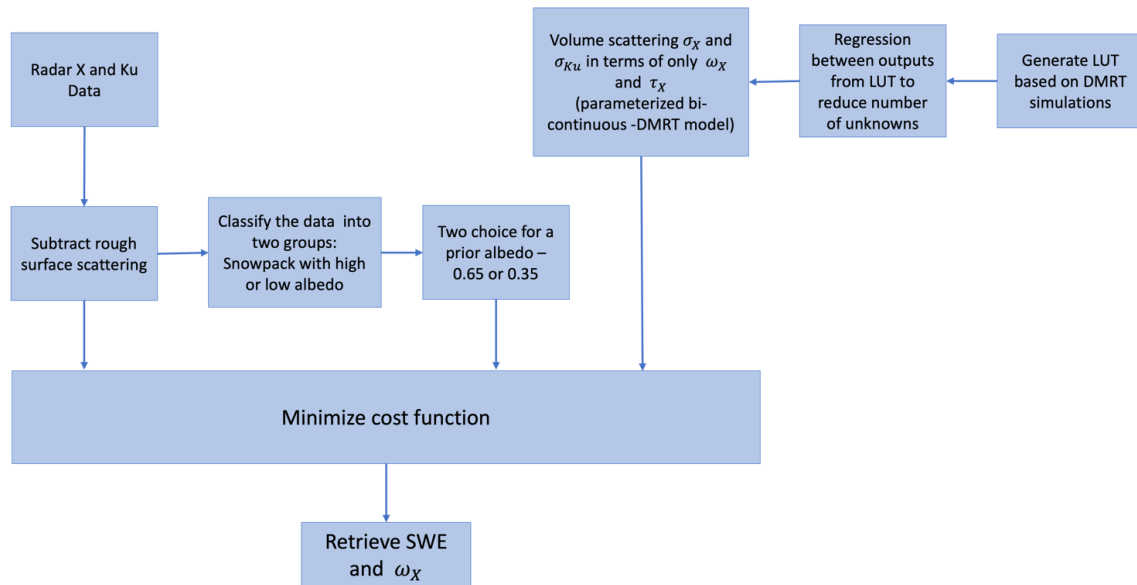 Radar X and Ku
Data
Volume scattering 𝜎𝑋 and
𝜎𝐾𝑢 in terms of only 𝜔𝑋
and 𝜏𝑋
(parameterized bi-
continuous -DMRT model)
Regression
between outputs
from LUT to
reduce number
of unknowns
Generate LUT
based on DMRT
simulations
Subtract rough
surface scattering
Classify the data into
two groups:
Snowpack with high
or low albedo
Two choice for a
prior albedo –
0.65 or 0.35
Minimize cost function
Retrieve SWE
and 𝜔𝑋